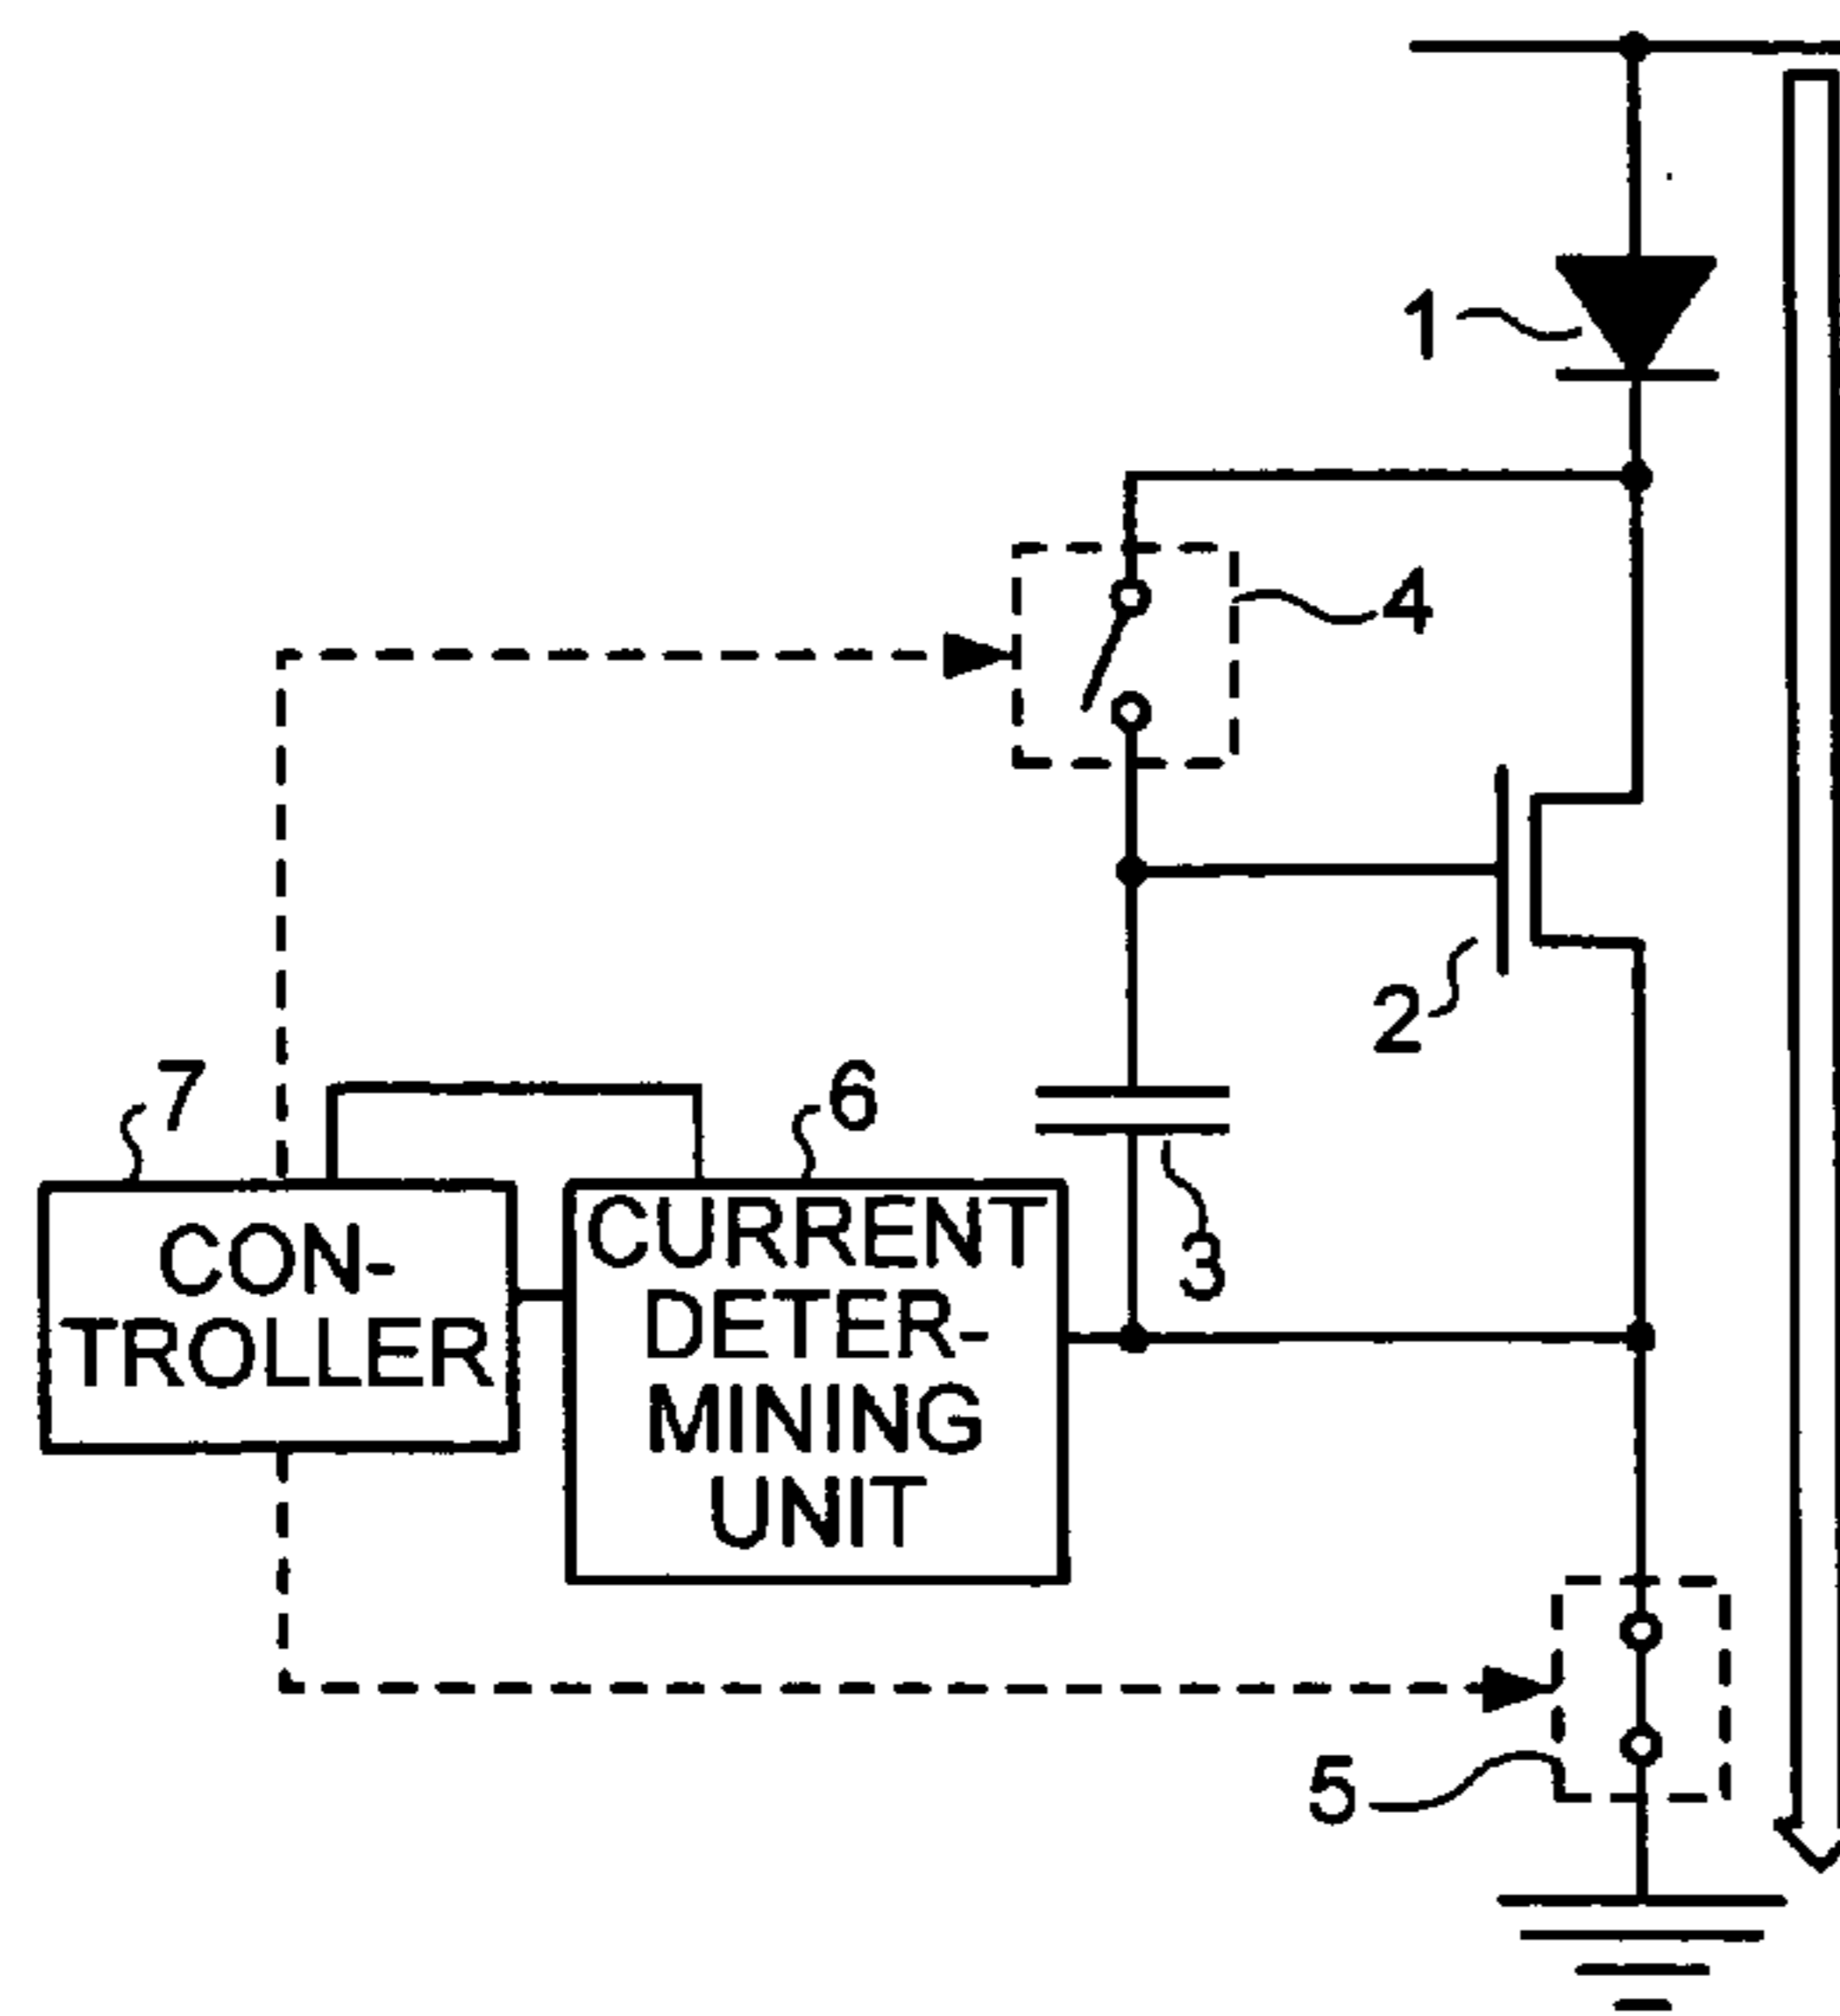 1
4
2
7
6
CON-
TROLLER
CURRENT
DETER-
MINING
UNIT
3
5